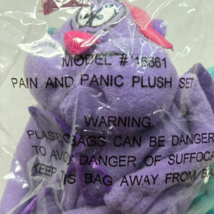 MODEL # 16661
PAIN AND PANIC PLUSH SET
WARNING
PLASTIC BAGS CAN BE DANGER
TO AVOID DANGER OF SUFFOCA
KEEP THIS BAG AWAY FROM BA